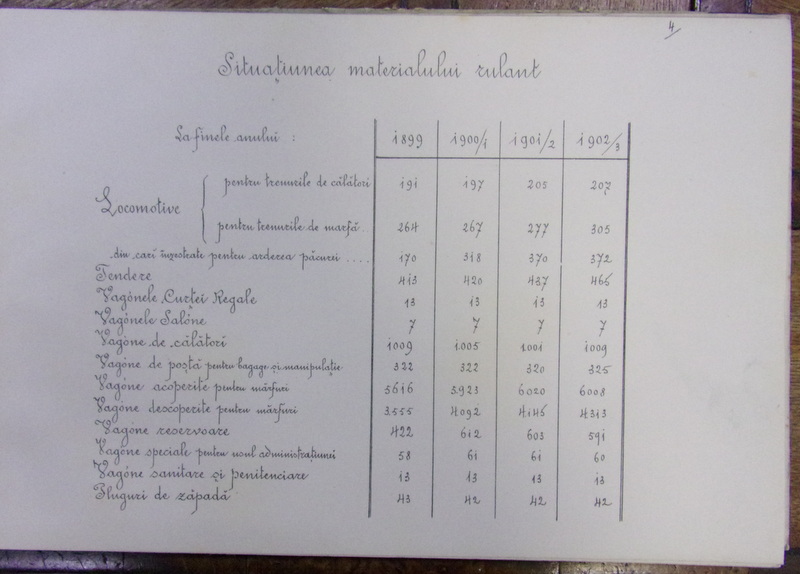 4
Situațiunea materialului rulant
La finele anului : 1899 1900/1 1901/2 1902/3
pentru trenurile de călători 191 197 205 207
Locomotive
pentru trenurile de marfă .. 264 267 277 305
din cari înzestrate pentru arderea păcurei .... 170 318 370 372
Tendere 413 420 437 465
Vagónele Curței Regale 13 13 13 13
Vagónele Salóne 7 7 7 7
Vagóne de călători 1009 1005 1001 1009
Vagóne de poștă pentru bagage și manipulație 322 322 320 325
Vagóne acoperite pentru mărfuri 5616 5923 6020 6008
Vagóne descoperite pentru mărfuri 3555 4092 4145 4313
Vagóne reservoare 422 612 603 591
Vagóne speciale pentru usul administrațiunei 58 61 61 60
Vagóne sanitare și penitenciare 13 13 13 13
Pluguri de zăpadă 43 42 42 42